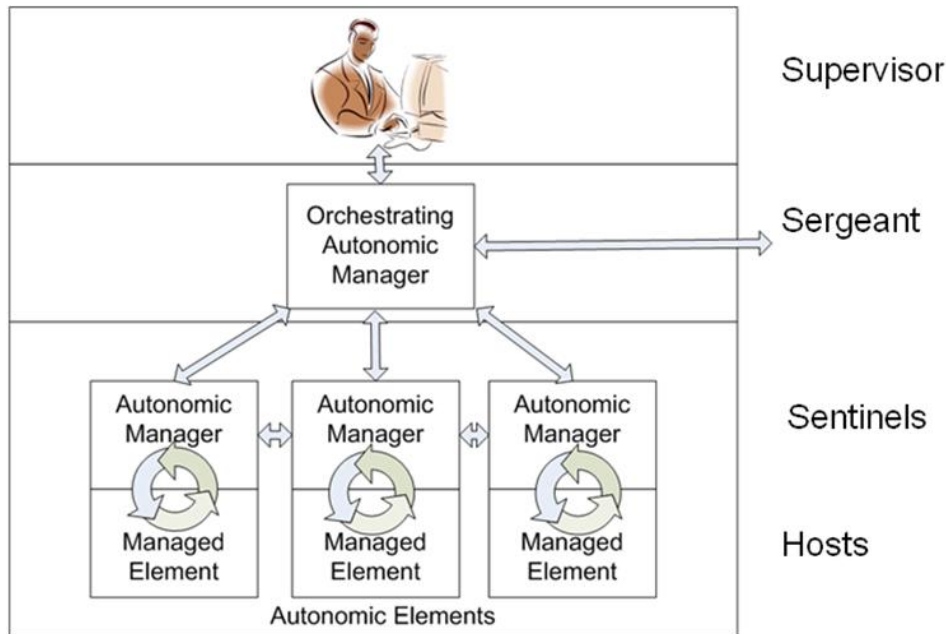 Supervisor
Orchestrating
Autonomic
Manager
Sergeant
Autonomic
Manager
Autonomic
Manager
Autonomic
Manager
Sentinels
Managed
Element
Managed
Element
Managed
Element
Hosts
Autonomic Elements